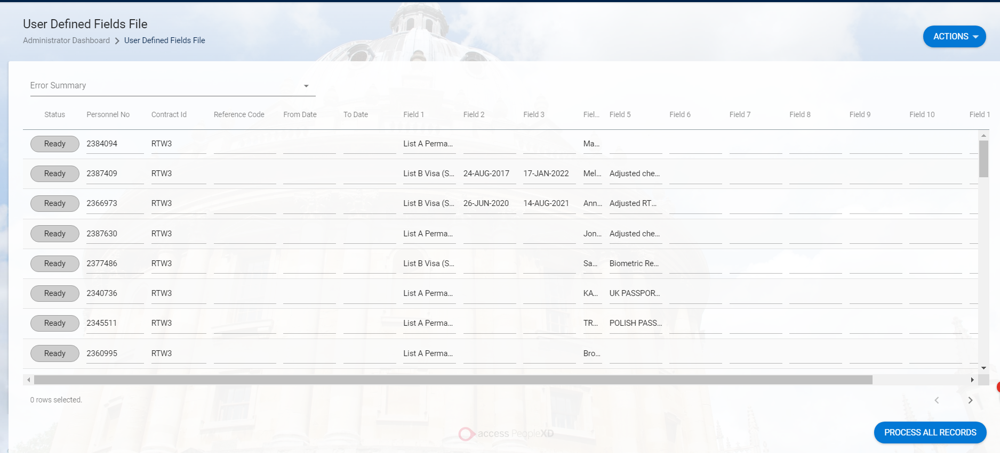 User Defined Fields File
Administrator Dashboard > User Defined Fields File
ACTIONS
Error Summary
Status Personnel No Contract Id Reference Code From Date To Date Field 1 Field 2 Field 3 Fiel... Field 5 Field 6 Field 7 Field 8 Field 9 Field 10 Field 1
Ready 2384094 RTW3 List A Perma... Ma...
Ready 2387409 RTW3 List B Visa (S... 24-AUG-2017 17-JAN-2022 Mel... Adjusted che...
Ready 2366973 RTW3 List B Visa (S... 26-JUN-2020 14-AUG-2021 Ann... Adjusted RT...
Ready 2387630 RTW3 List A Perma... Jon... Adjusted che...
Ready 2377486 RTW3 List B Visa (S... Sa... Biometric Re...
Ready 2340736 RTW3 List A Perma... KA... UK PASSPOR...
Ready 2345511 RTW3 List A Perma... TR... POLISH PASS...
Ready 2360995 RTW3 List A Perma... Bro...
0 rows selected.
access PeopleXD
PROCESS ALL RECORDS